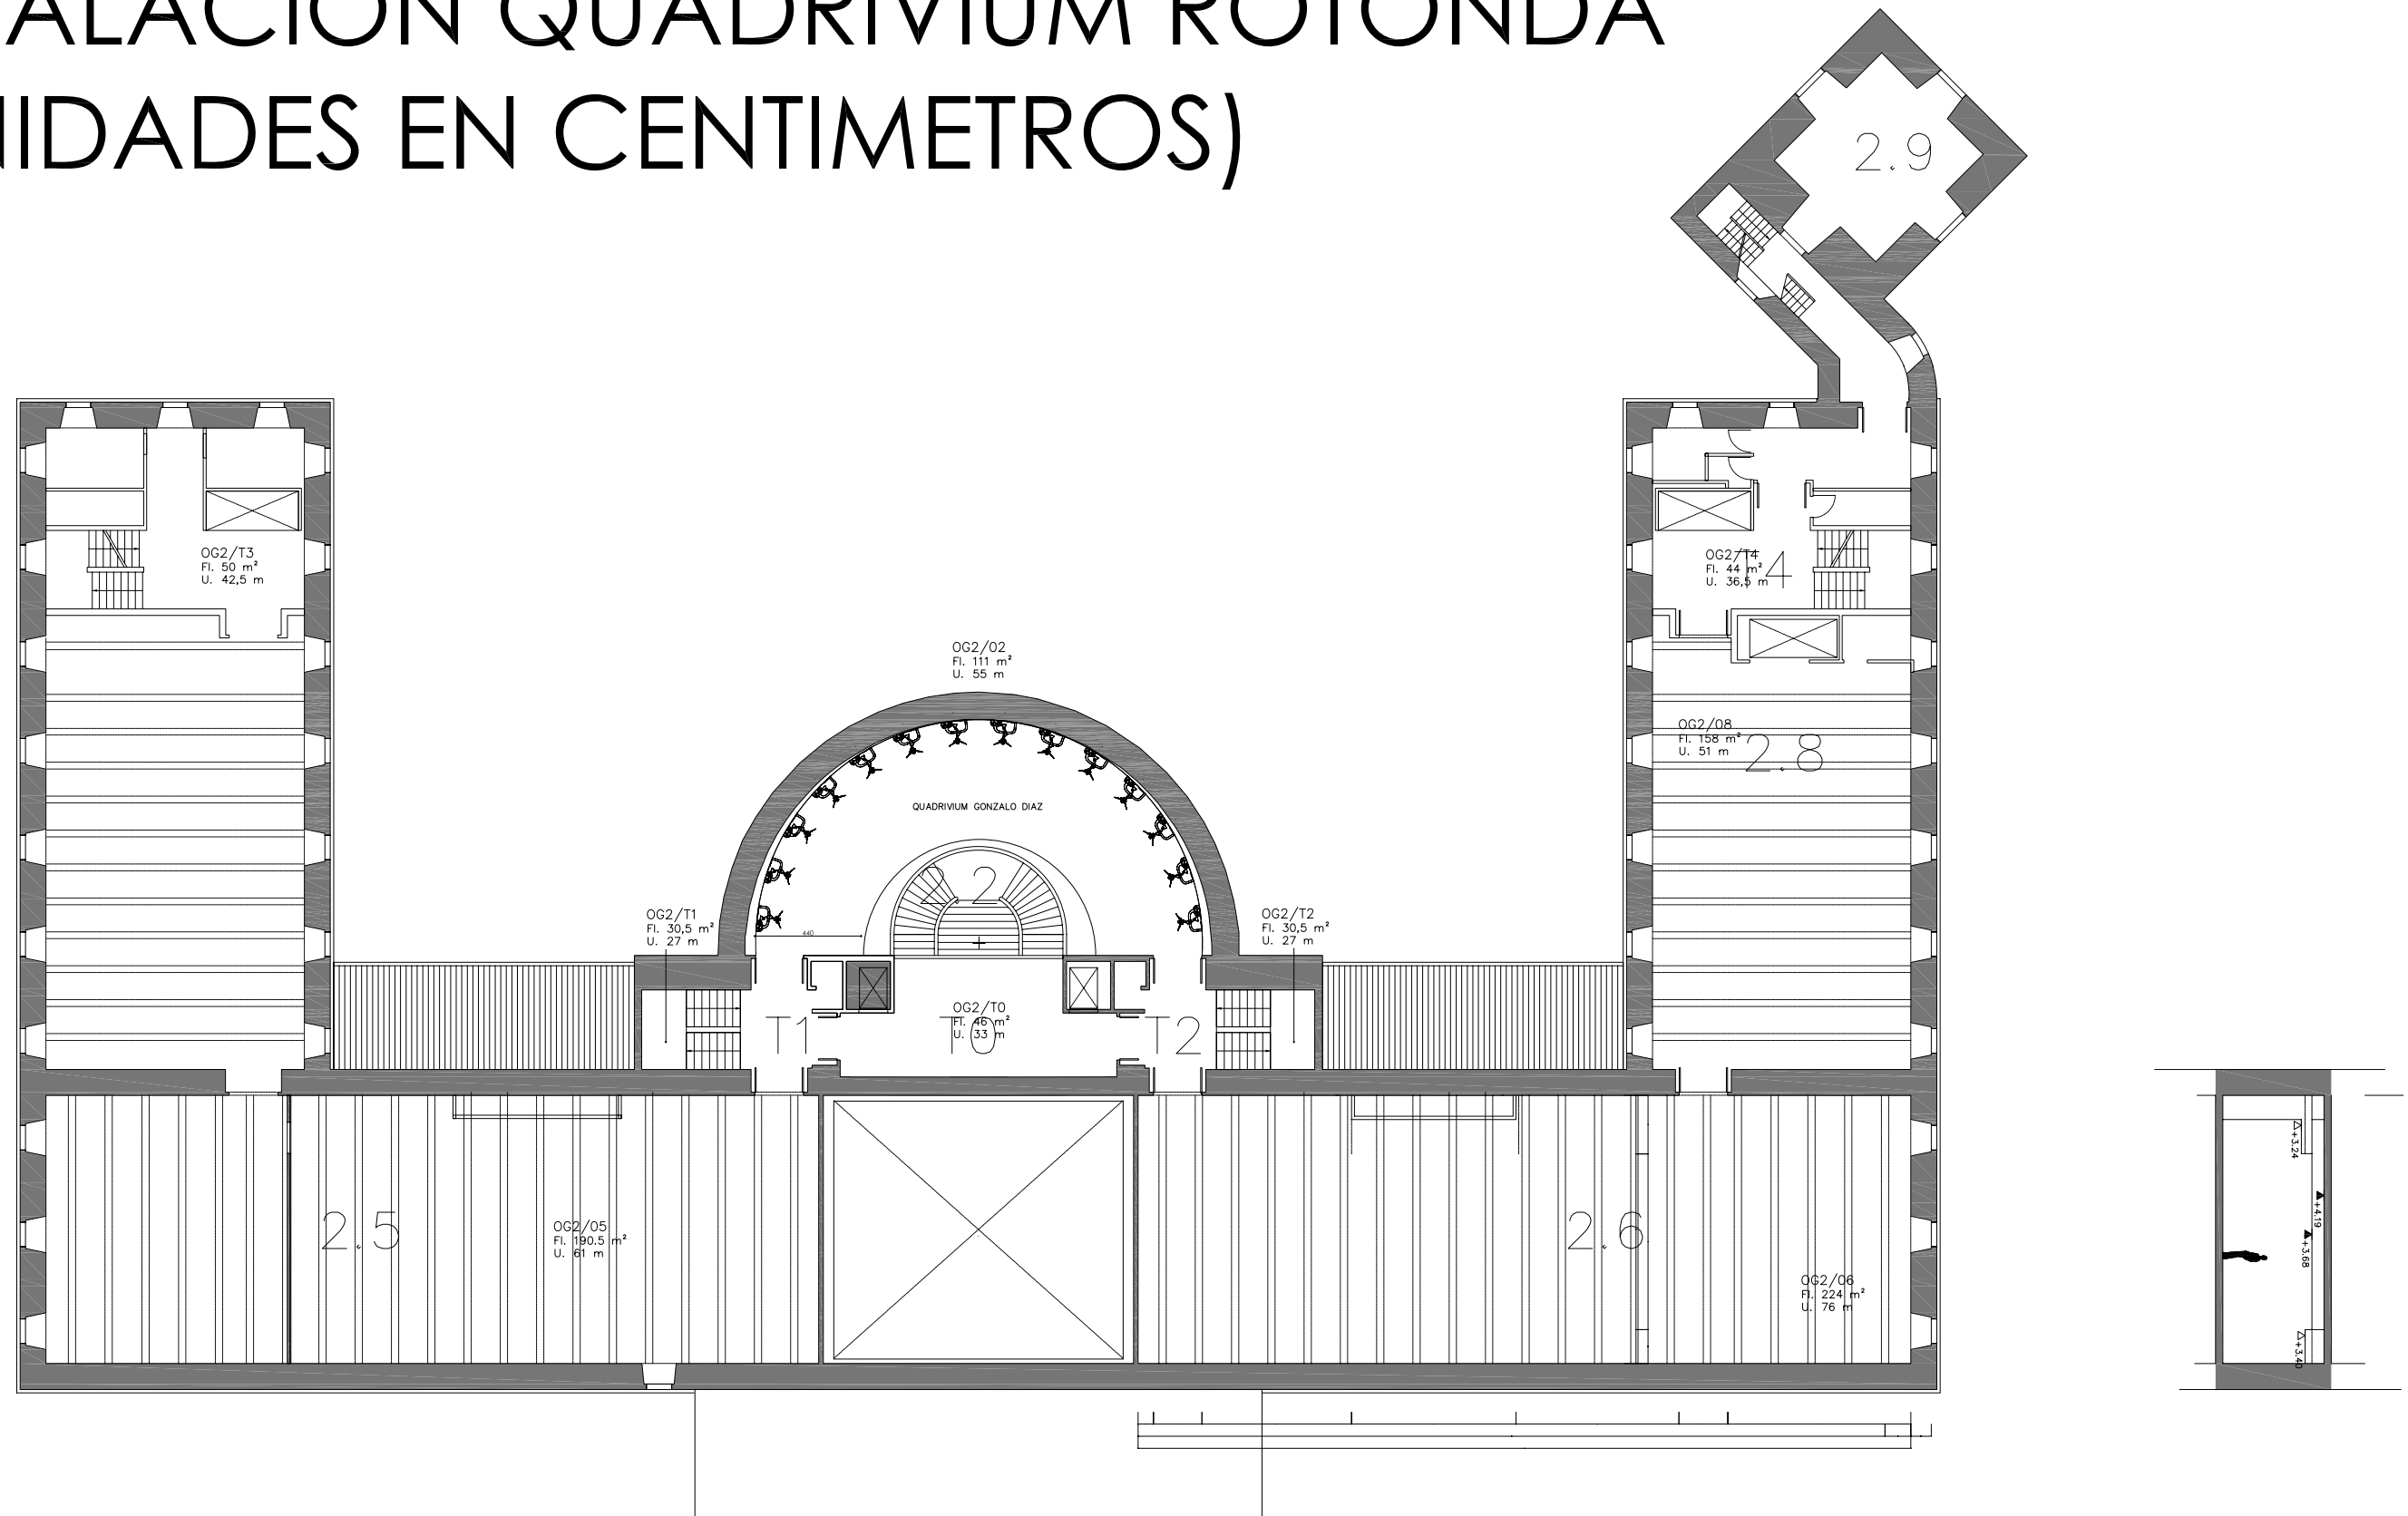 ALACION QUADRIVIUM ROTONDA
NIDADES EN CENTIMETROS)
2.9
OG2/T3
Fl. 50 m²
U. 42,5 m
OG2/T4
Fl. 44 m²
U. 36,5 m
T4
OG2/02
Fl. 111 m²
U. 55 m
OG2/08
Fl. 158 m²
U. 51 m
2.8
QUADRIVIUM GONZALO DIAZ
2.2
OG2/T1
Fl. 30,5 m²
U. 27 m
440
OG2/T2
Fl. 30,5 m²
U. 27 m
OG2/T0
Fl. 46 m²
U. 33 m
T1
T0
T2
2.5
OG2/05
Fl. 190.5 m²
U. 61 m
2.6
OG2/06
Fl. 224 m²
U. 76 m
+3.24
+4.19
+3.68
+3.40